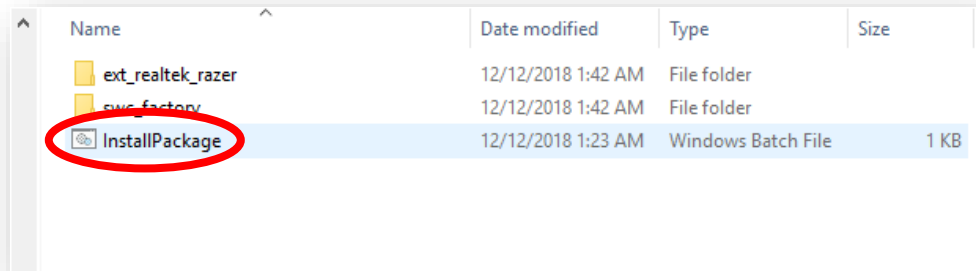 Name Date modified Type Size
ext_realtek_razer 12/12/2018 1:42 AM File folder
swc_factory 12/12/2018 1:42 AM File folder
InstallPackage 12/12/2018 1:23 AM Windows Batch File 1 KB